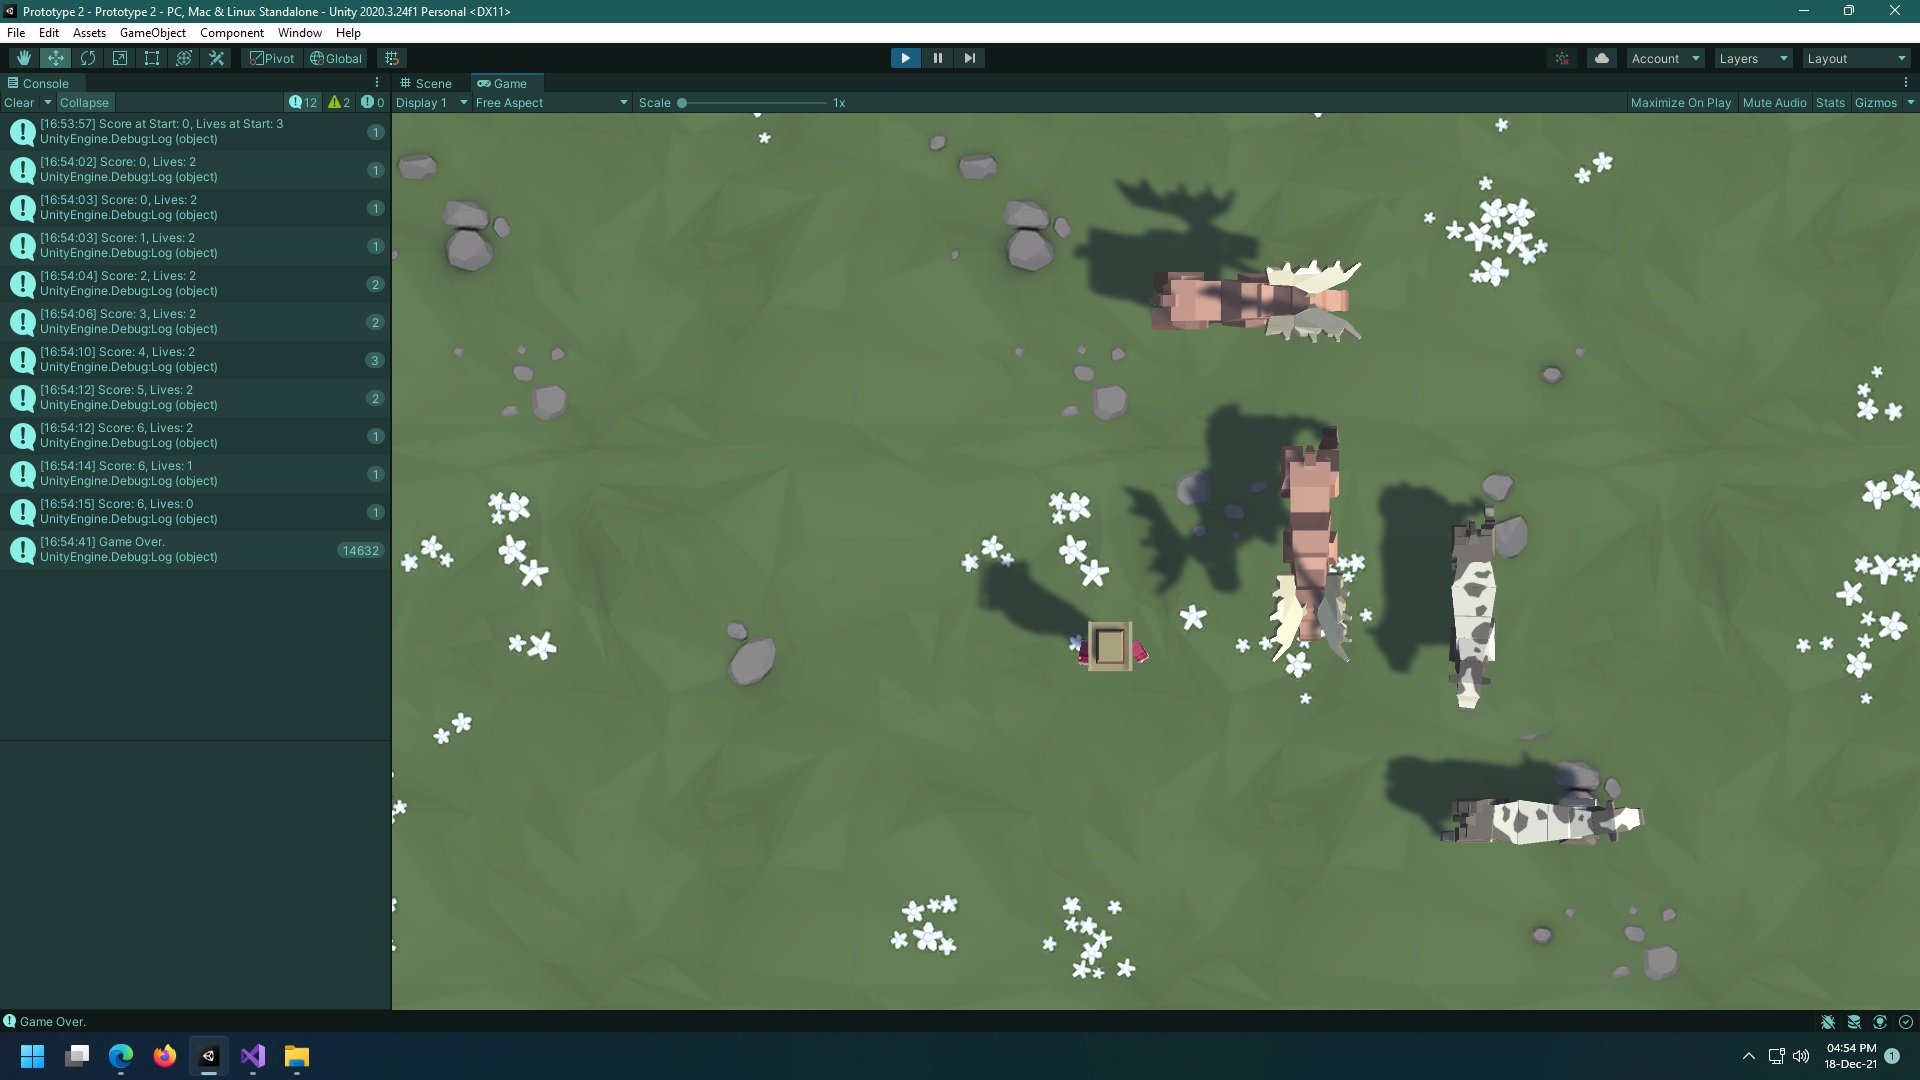 Prototype 2 - Prototype 2 - PC, Mac & Linux Standalone - Unity 2020.3.24f1 Personal <DX11>
File Edit Assets GameObject Component Window Help
Pivot Global Account Layers Layout
Console Scene Game
Clear Collapse 12 2 0 Display 1 Free Aspect Scale 1x Maximize On Play Mute Audio Stats Gizmos
[16:53:57] Score at Start: 0, Lives at Start: 3
UnityEngine.Debug:Log (object) 1
[16:54:02] Score: 0, Lives: 2
UnityEngine.Debug:Log (object) 1
[16:54:03] Score: 0, Lives: 2
UnityEngine.Debug:Log (object) 1
[16:54:03] Score: 1, Lives: 2
UnityEngine.Debug:Log (object) 1
[16:54:04] Score: 2, Lives: 2
UnityEngine.Debug:Log (object) 2
[16:54:06] Score: 3, Lives: 2
UnityEngine.Debug:Log (object) 2
[16:54:10] Score: 4, Lives: 2
UnityEngine.Debug:Log (object) 3
[16:54:12] Score: 5, Lives: 2
UnityEngine.Debug:Log (object) 2
[16:54:12] Score: 6, Lives: 2
UnityEngine.Debug:Log (object) 1
[16:54:14] Score: 6, Lives: 1
UnityEngine.Debug:Log (object) 1
[16:54:15] Score: 6, Lives: 0
UnityEngine.Debug:Log (object) 1
[16:54:41] Game Over.
UnityEngine.Debug:Log (object) 14632
Game Over.
04:54 PM
18-Dec-21 1